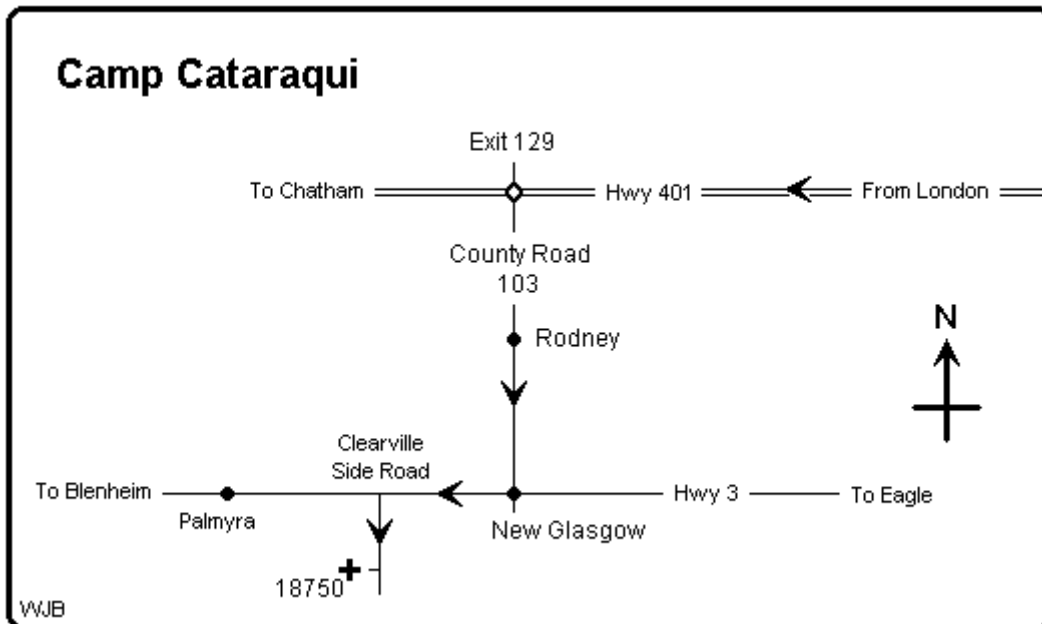 Camp Cataraqui
Exit 129
To Chatham
Hwy 401
From London
County Road
103
Rodney
N
Clearville
Side Road
To Blenheim
Hwy 3
To Eagle
Palmyra
New Glasgow
18750
WJB